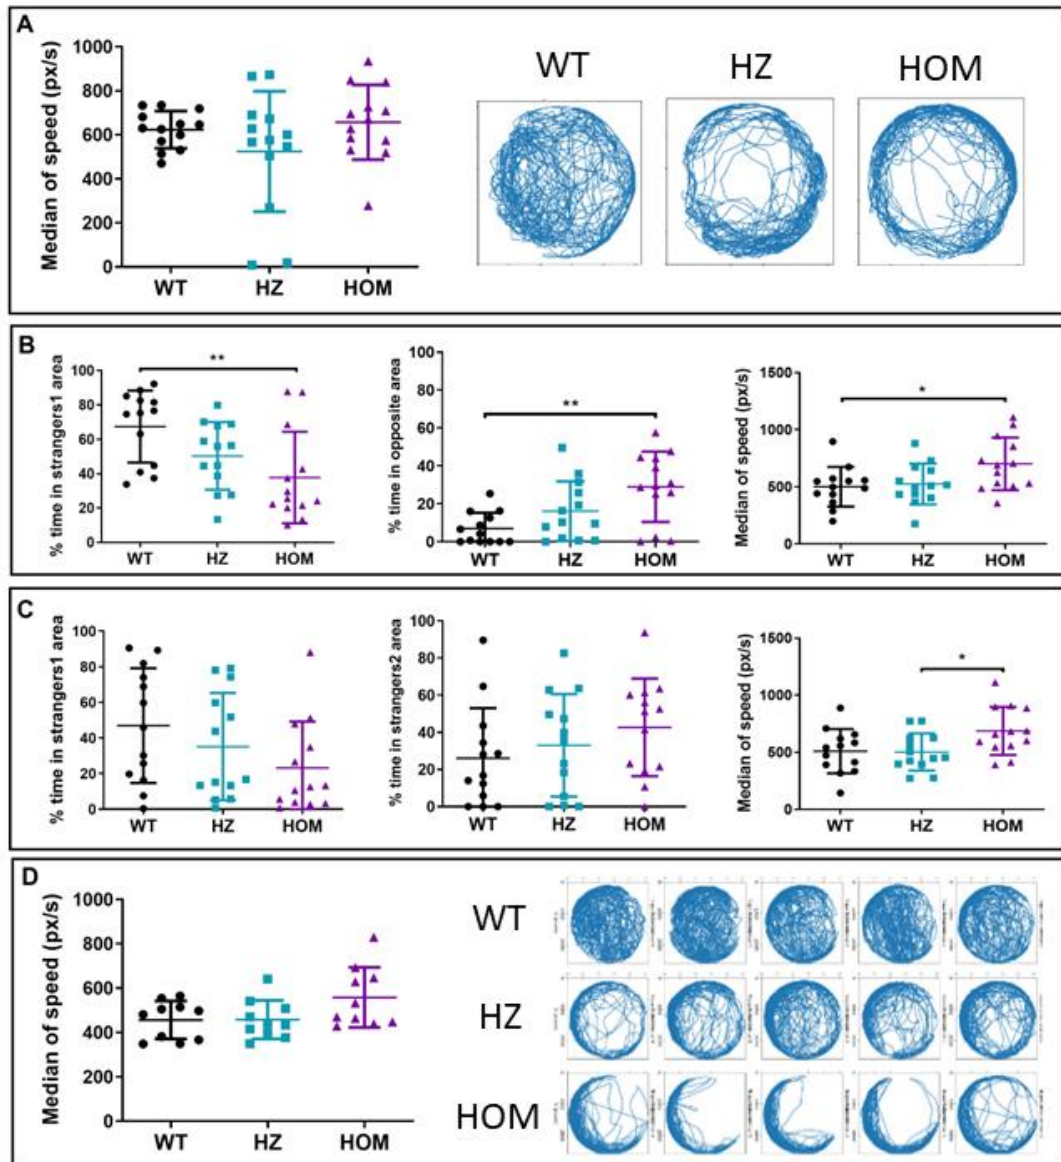 A
Median of speed (px/s)
1000
800
600
400
200
0
WT
HZ
HOM
WT
HZ
HOM
B
% time in strangers1 area
100
80
60
40
20
0
**
WT
HZ
HOM
% time in opposite area
100
80
60
40
20
0
**
WT
HZ
HOM
Median of speed (px/s)
1500
1000
500
0
*
WT
HZ
HOM
C
% time in strangers1 area
100
80
60
40
20
0
WT
HZ
HOM
% time in strangers2 area
100
80
60
40
20
0
WT
HZ
HOM
Median of speed (px/s)
1500
1000
500
0
*
WT
HZ
HOM
D
Median of speed (px/s)
1000
800
600
400
200
0
WT
HZ
HOM
WT
HZ
HOM